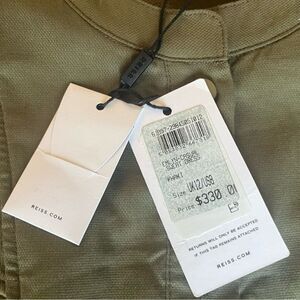 REISS
REISS.COM
KHAKI
Size UK12/US8
Price $330.00
RETURNS WILL ONLY BE ACCEPTED
IF THIS TAG REMAINS ATTACHED
REISS.COM